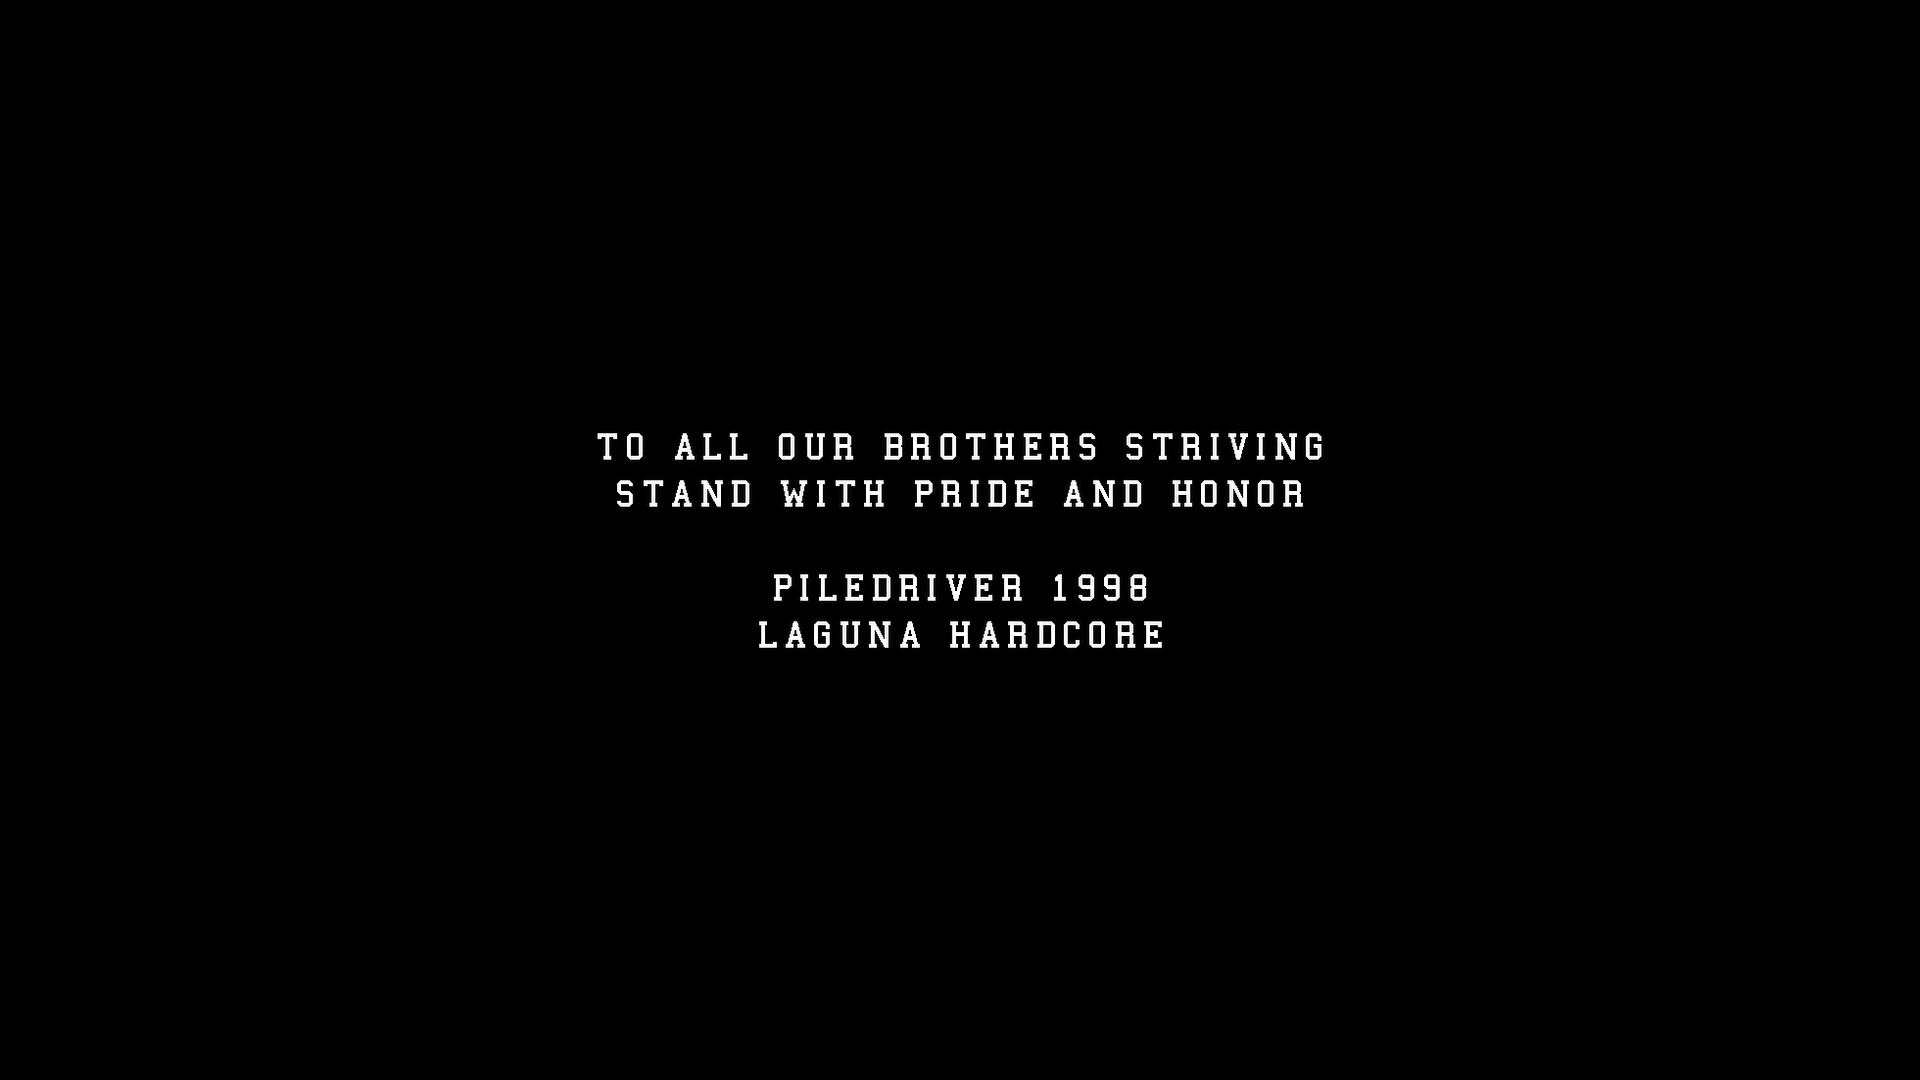 TO ALL OUR BROTHERS STRIVING
STAND WITH PRIDE AND HONOR
PILEDRIVER 1998
LAGUNA HARDCORE